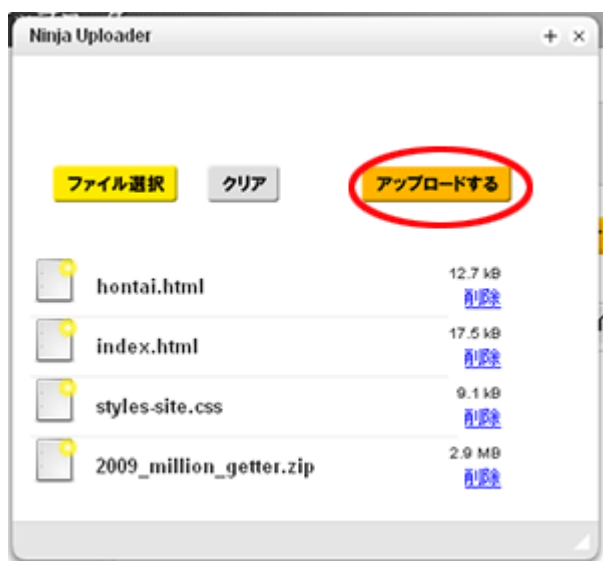 Ninja Uploader
ファイル選択 クリア アップロードする
hontai.html 12.7 kB
削除
index.html 17.5 kB
削除
styles-site.css 9.1 kB
削除
2009_million_getter.zip 2.9 MB
削除